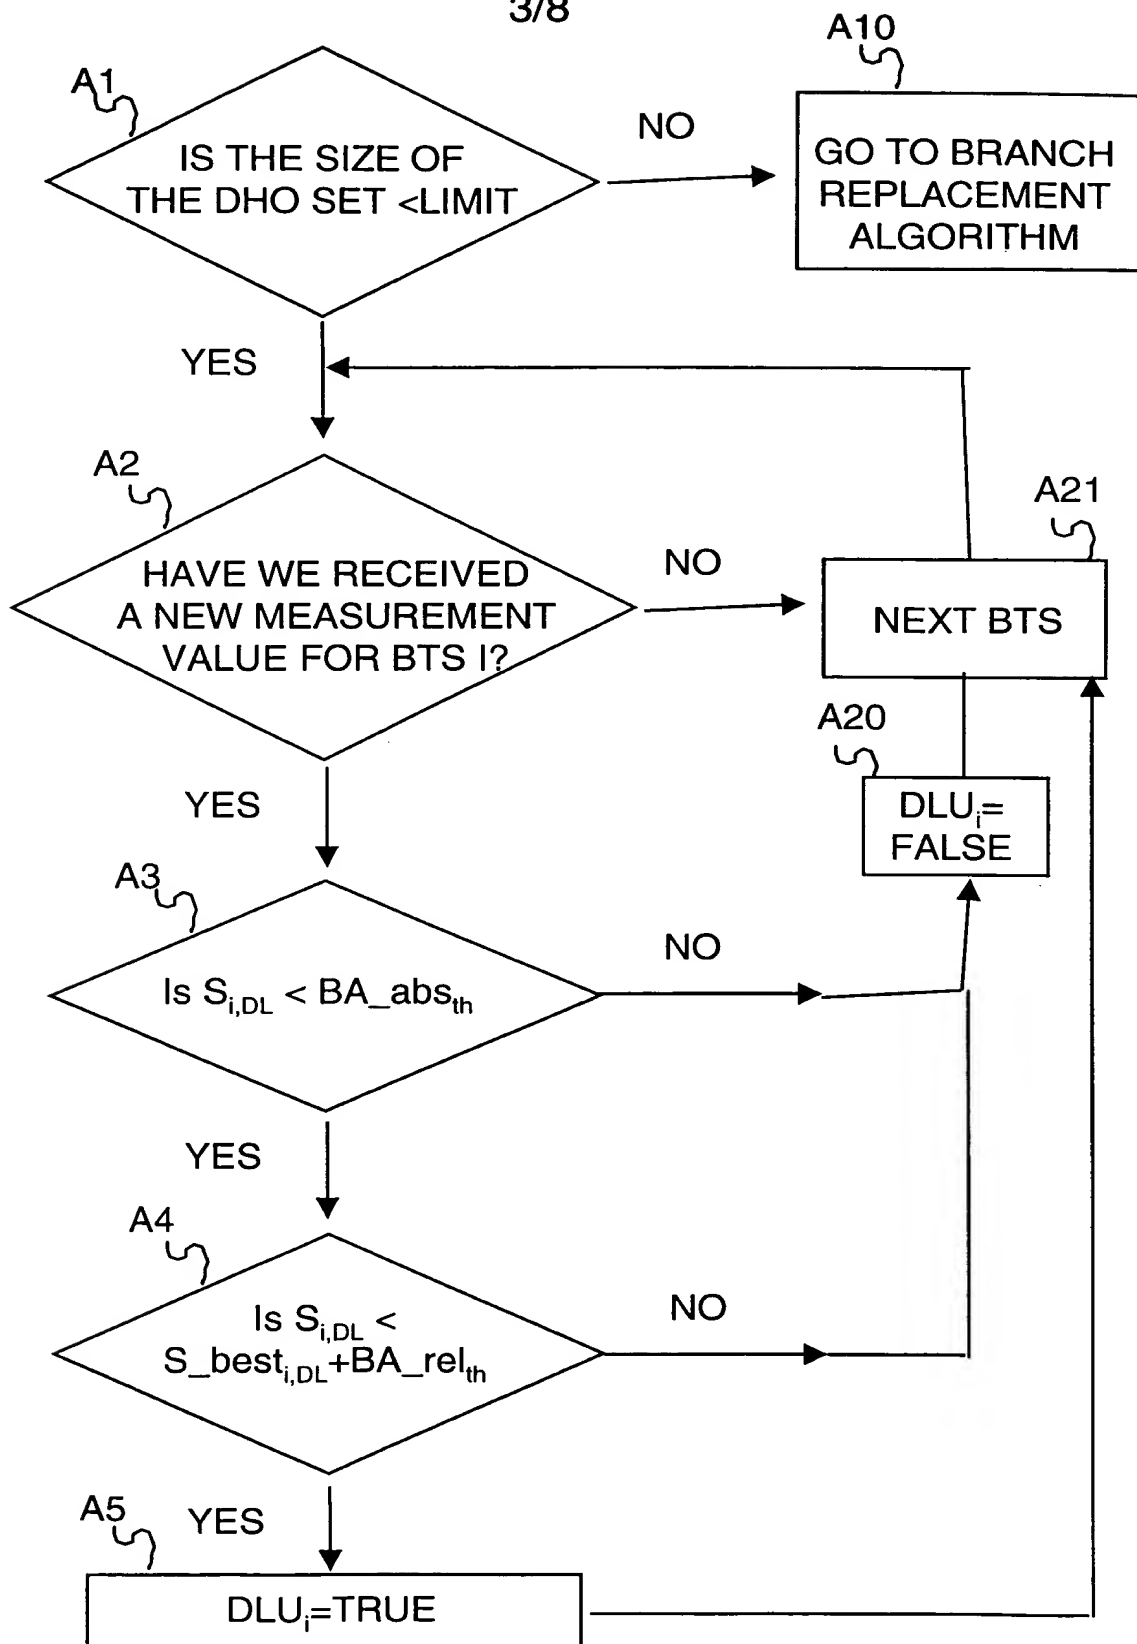 3/8
A10
A1
IS THE SIZE OF
THE DHO SET <LIMIT
NO
GO TO BRANCH
REPLACEMENT
ALGORITHM
YES
A2
HAVE WE RECEIVED
A NEW MEASUREMENT
VALUE FOR BTS I?
NO
A21
NEXT BTS
A20
DLUi=
FALSE
YES
A3
Is Si,DL < BA_absth
NO
YES
A4
Is Si,DL <
S_besti,DL+BA_relth
NO
A5
YES
DLUi=TRUE